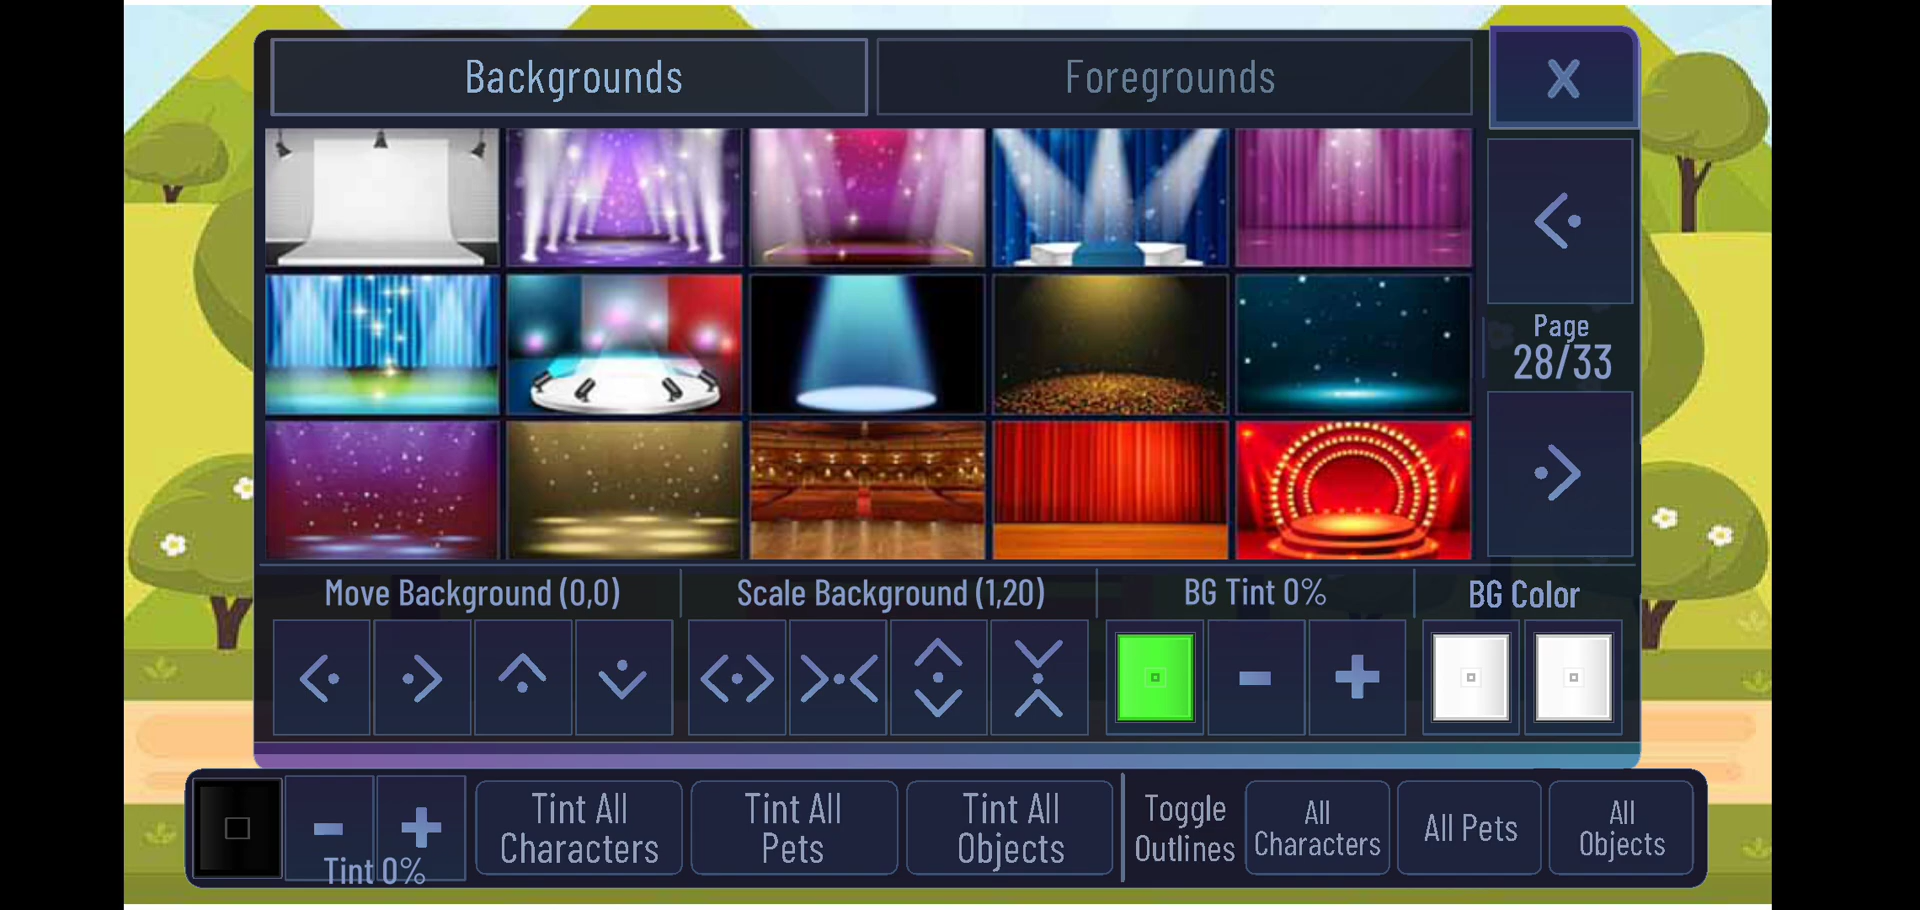 Backgrounds
Foregrounds
X
Page
28/33
Move Background (0,0)
Scale Background (1,20)
BG Tint 0%
BG Color
Tint 0%
Tint All
Characters
Tint All
Pets
Tint All
Objects
Toggle
Outlines
All
Characters
All Pets
All
Objects